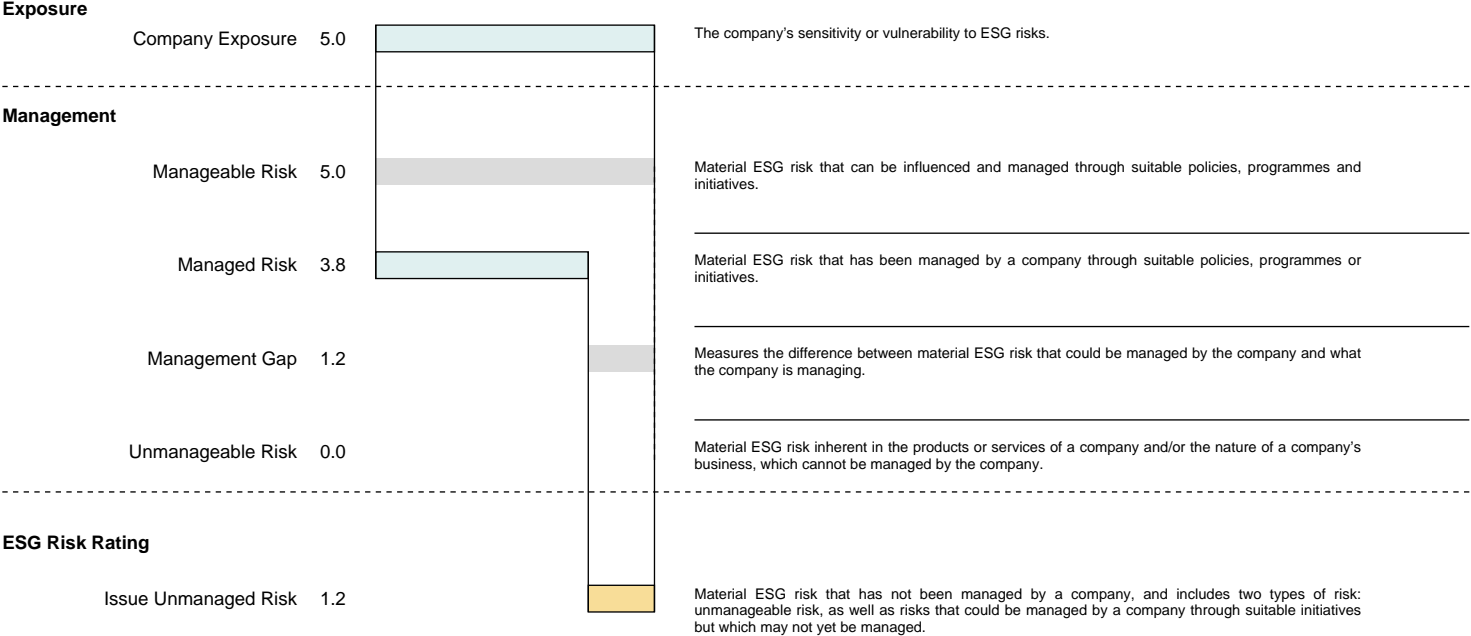 Exposure
Company Exposure 5.0
The company’s sensitivity or vulnerability to ESG risks.
Management
Manageable Risk 5.0
Material ESG risk that can be influenced and managed through suitable policies, programmes and
initiatives.
Managed Risk 3.8
Material ESG risk that has been managed by a company through suitable policies, programmes or
initiatives.
Management Gap 1.2
Measures the difference between material ESG risk that could be managed by the company and what
the company is managing.
Unmanageable Risk 0.0
Material ESG risk inherent in the products or services of a company and/or the nature of a company’s
business, which cannot be managed by the company.
ESG Risk Rating
Issue Unmanaged Risk 1.2
Material ESG risk that has not been managed by a company, and includes two types of risk:
unmanageable risk, as well as risks that could be managed by a company through suitable initiatives
but which may not yet be managed.